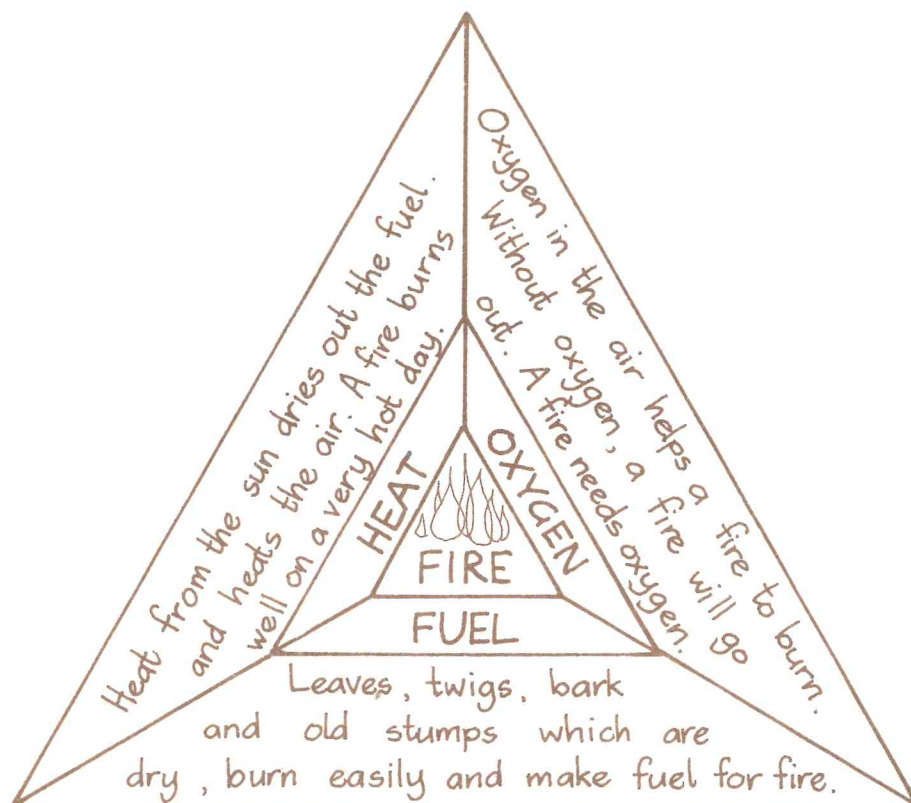 Heat from the sun dries out the fuel.
and heats the air. A fire burns
well on a very hot day.
Oxygen in the air helps a fire to burn.
Without oxygen, a fire will go
out. A fire needs oxygen.
HEAT
OXYGEN
FIRE
FUEL
Leaves, twigs, bark
and old stumps which are
dry, burn easily and make fuel for fire.